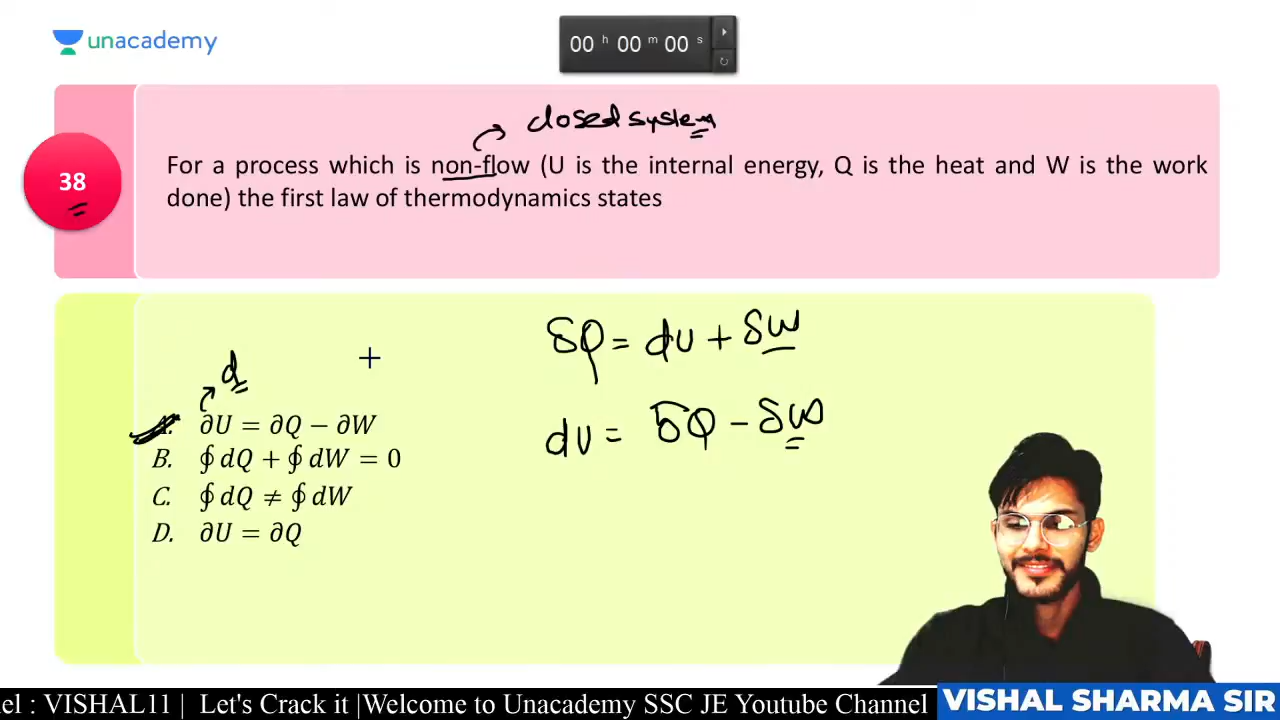 unacademy
00 h 00 m 00 s
closed system
38
For a process which is non-flow (U is the internal energy, Q is the heat and W is the work
done) the first law of thermodynamics states
δQ = dU + δW
d
A. ∂U = ∂Q − ∂W
dU = δQ − δW
B. ∮ dQ + ∮ dW = 0
C. ∮ dQ ≠ ∮ dW
D. ∂U = ∂Q
el : VISHAL11 | Let's Crack it |Welcome to Unacademy SSC JE Youtube Channel
VISHAL SHARMA SIR